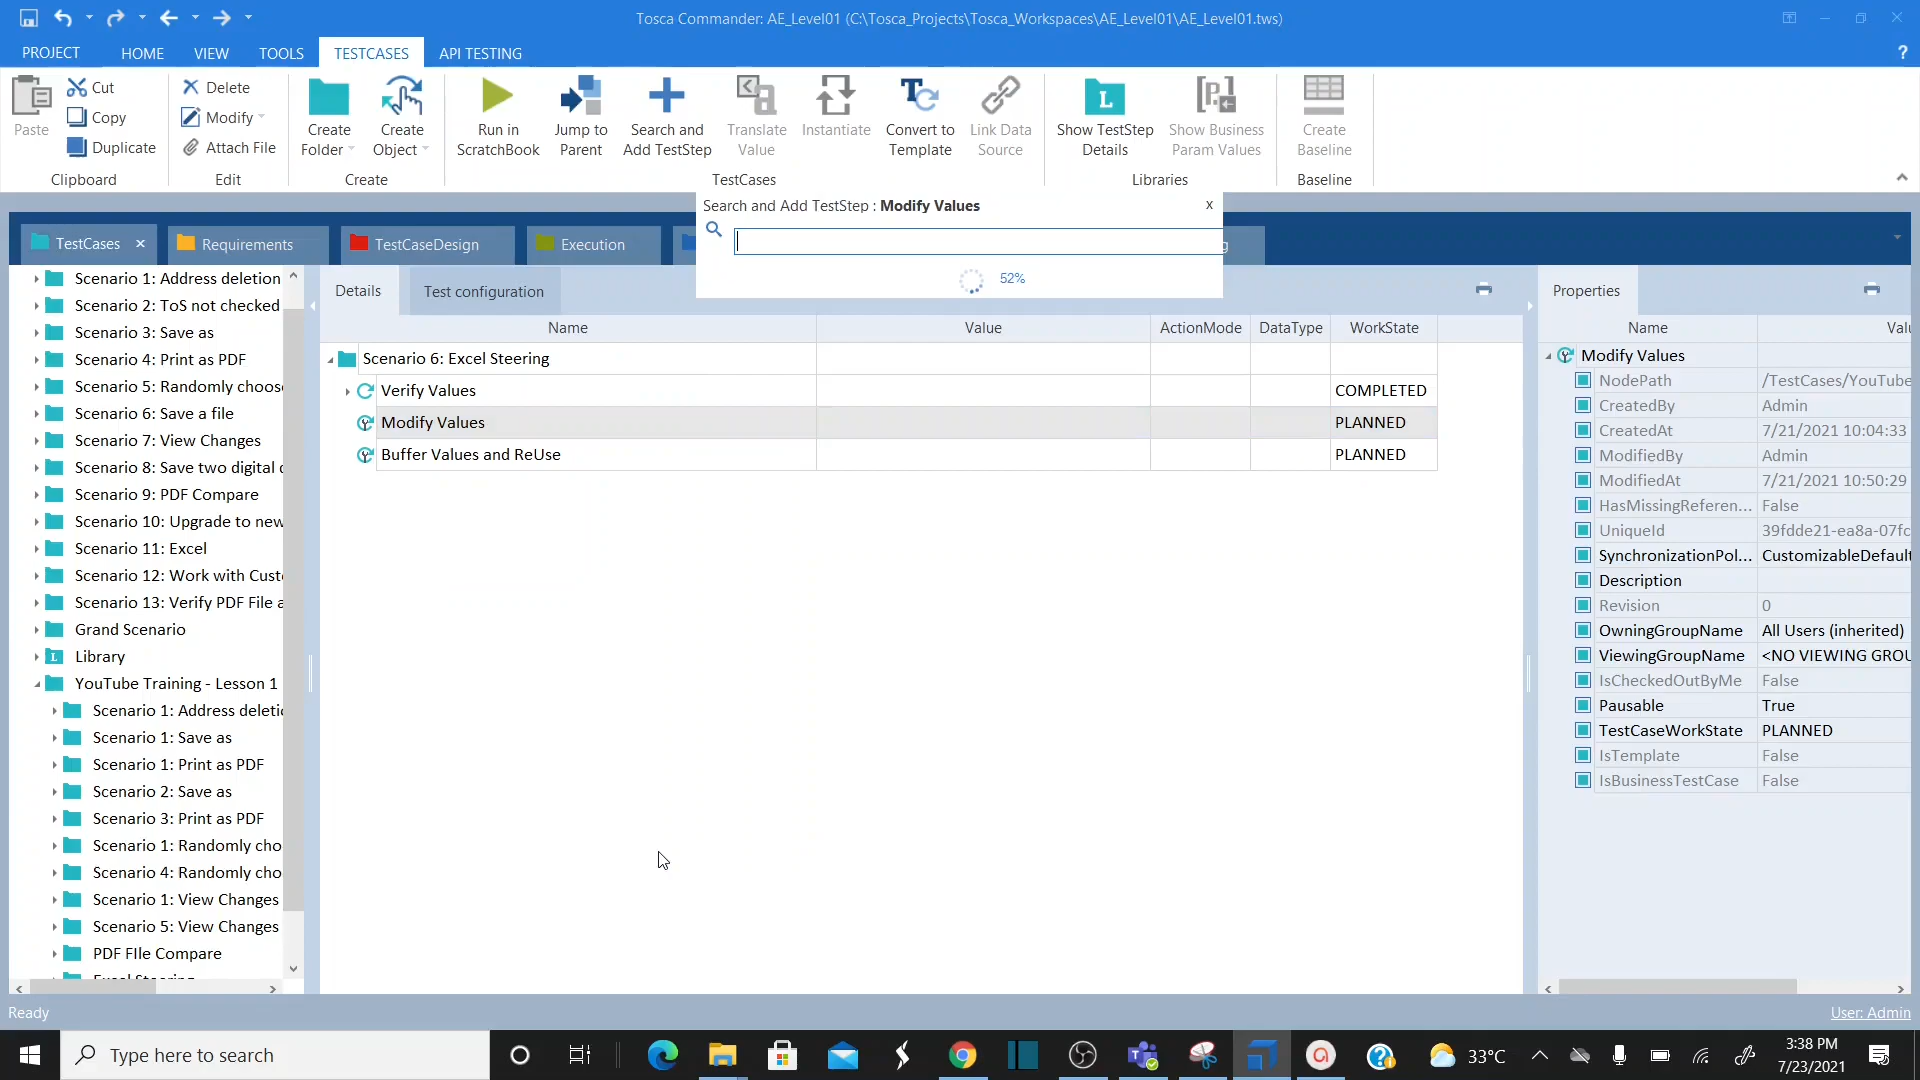 Tosca Commander: AE_Level01 (C:\Tosca_Projects\Tosca_Workspaces\AE_Level01\AE_Level01.tws)
PROJECT
HOME
VIEW
TOOLS
TESTCASES
API TESTING
?
Paste
Cut
Copy
Duplicate
Clipboard
Delete
Modify
Attach File
Edit
Create
Folder
Create
Object
Create
Run in
ScratchBook
Jump to
Parent
Search and
Add TestStep
Translate
Value
Instantiate
Convert to
Template
Link Data
Source
TestCases
Show TestStep
Details
Show Business
Param Values
Libraries
Create
Baseline
Baseline
Search and Add TestStep : Modify Values
x
52%
TestCases
Requirements
TestCaseDesign
Execution
g
Scenario 1: Address deletion
Scenario 2: ToS not checked
Scenario 3: Save as
Scenario 4: Print as PDF
Scenario 5: Randomly choos
Scenario 6: Save a file
Scenario 7: View Changes
Scenario 8: Save two digital d
Scenario 9: PDF Compare
Scenario 10: Upgrade to new
Scenario 11: Excel
Scenario 12: Work with Cust
Scenario 13: Verify PDF File a
Grand Scenario
L Library
YouTube Training - Lesson 1
Scenario 1: Address deleti
Scenario 1: Save as
Scenario 1: Print as PDF
Scenario 2: Save as
Scenario 3: Print as PDF
Scenario 1: Randomly cho
Scenario 4: Randomly cho
Scenario 1: View Changes
Scenario 5: View Changes
PDF FIle Compare
Excel Steering
Details
Test configuration
Name Value ActionMode DataType WorkState
Scenario 6: Excel Steering
Verify Values COMPLETED
Modify Values PLANNED
Buffer Values and ReUse PLANNED
Properties
Name Valu
Modify Values
NodePath /TestCases/YouTube
CreatedBy Admin
CreatedAt 7/21/2021 10:04:33
ModifiedBy Admin
ModifiedAt 7/21/2021 10:50:29
HasMissingReferen... False
UniqueId 39fdde21-ea8a-07fc
SynchronizationPol... CustomizableDefault
Description
Revision 0
OwningGroupName All Users (inherited)
ViewingGroupName <NO VIEWING GROU
IsCheckedOutByMe False
Pausable True
TestCaseWorkState PLANNED
IsTemplate False
IsBusinessTestCase False
Ready
User: Admin
Type here to search
33°C
3:38 PM
7/23/2021